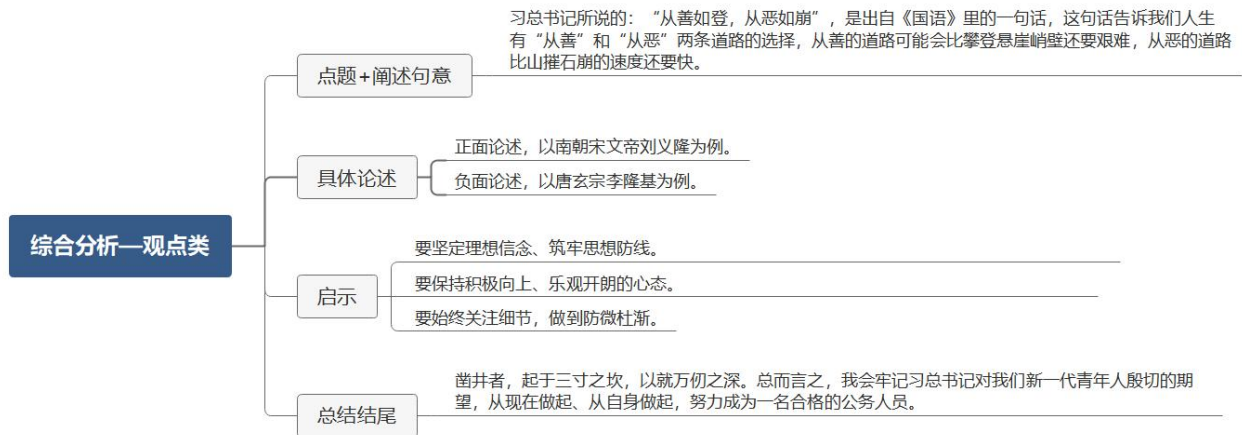 习总书记所说的：“从善如登，从恶如崩”，是出自《国语》里的一句话，这句话告诉我们人生
有“从善”和“从恶”两条道路的选择，从善的道路可能会比攀登悬崖峭壁还要艰难，从恶的道路
比山摧石崩的速度还要快。
点题+阐述句意
正面论述，以南朝宋文帝刘义隆为例。
具体论述
负面论述，以唐玄宗李隆基为例。
综合分析—观点类
要坚定理想信念、筑牢思想防线。
要保持积极向上、乐观开朗的心态。
启示
要始终关注细节，做到防微杜渐。
凿井者，起于三寸之坎，以就万仞之深。总而言之，我会牢记习总书记对我们新一代青年人殷切的期
望，从现在做起、从自身做起，努力成为一名合格的公务人员。
总结结尾